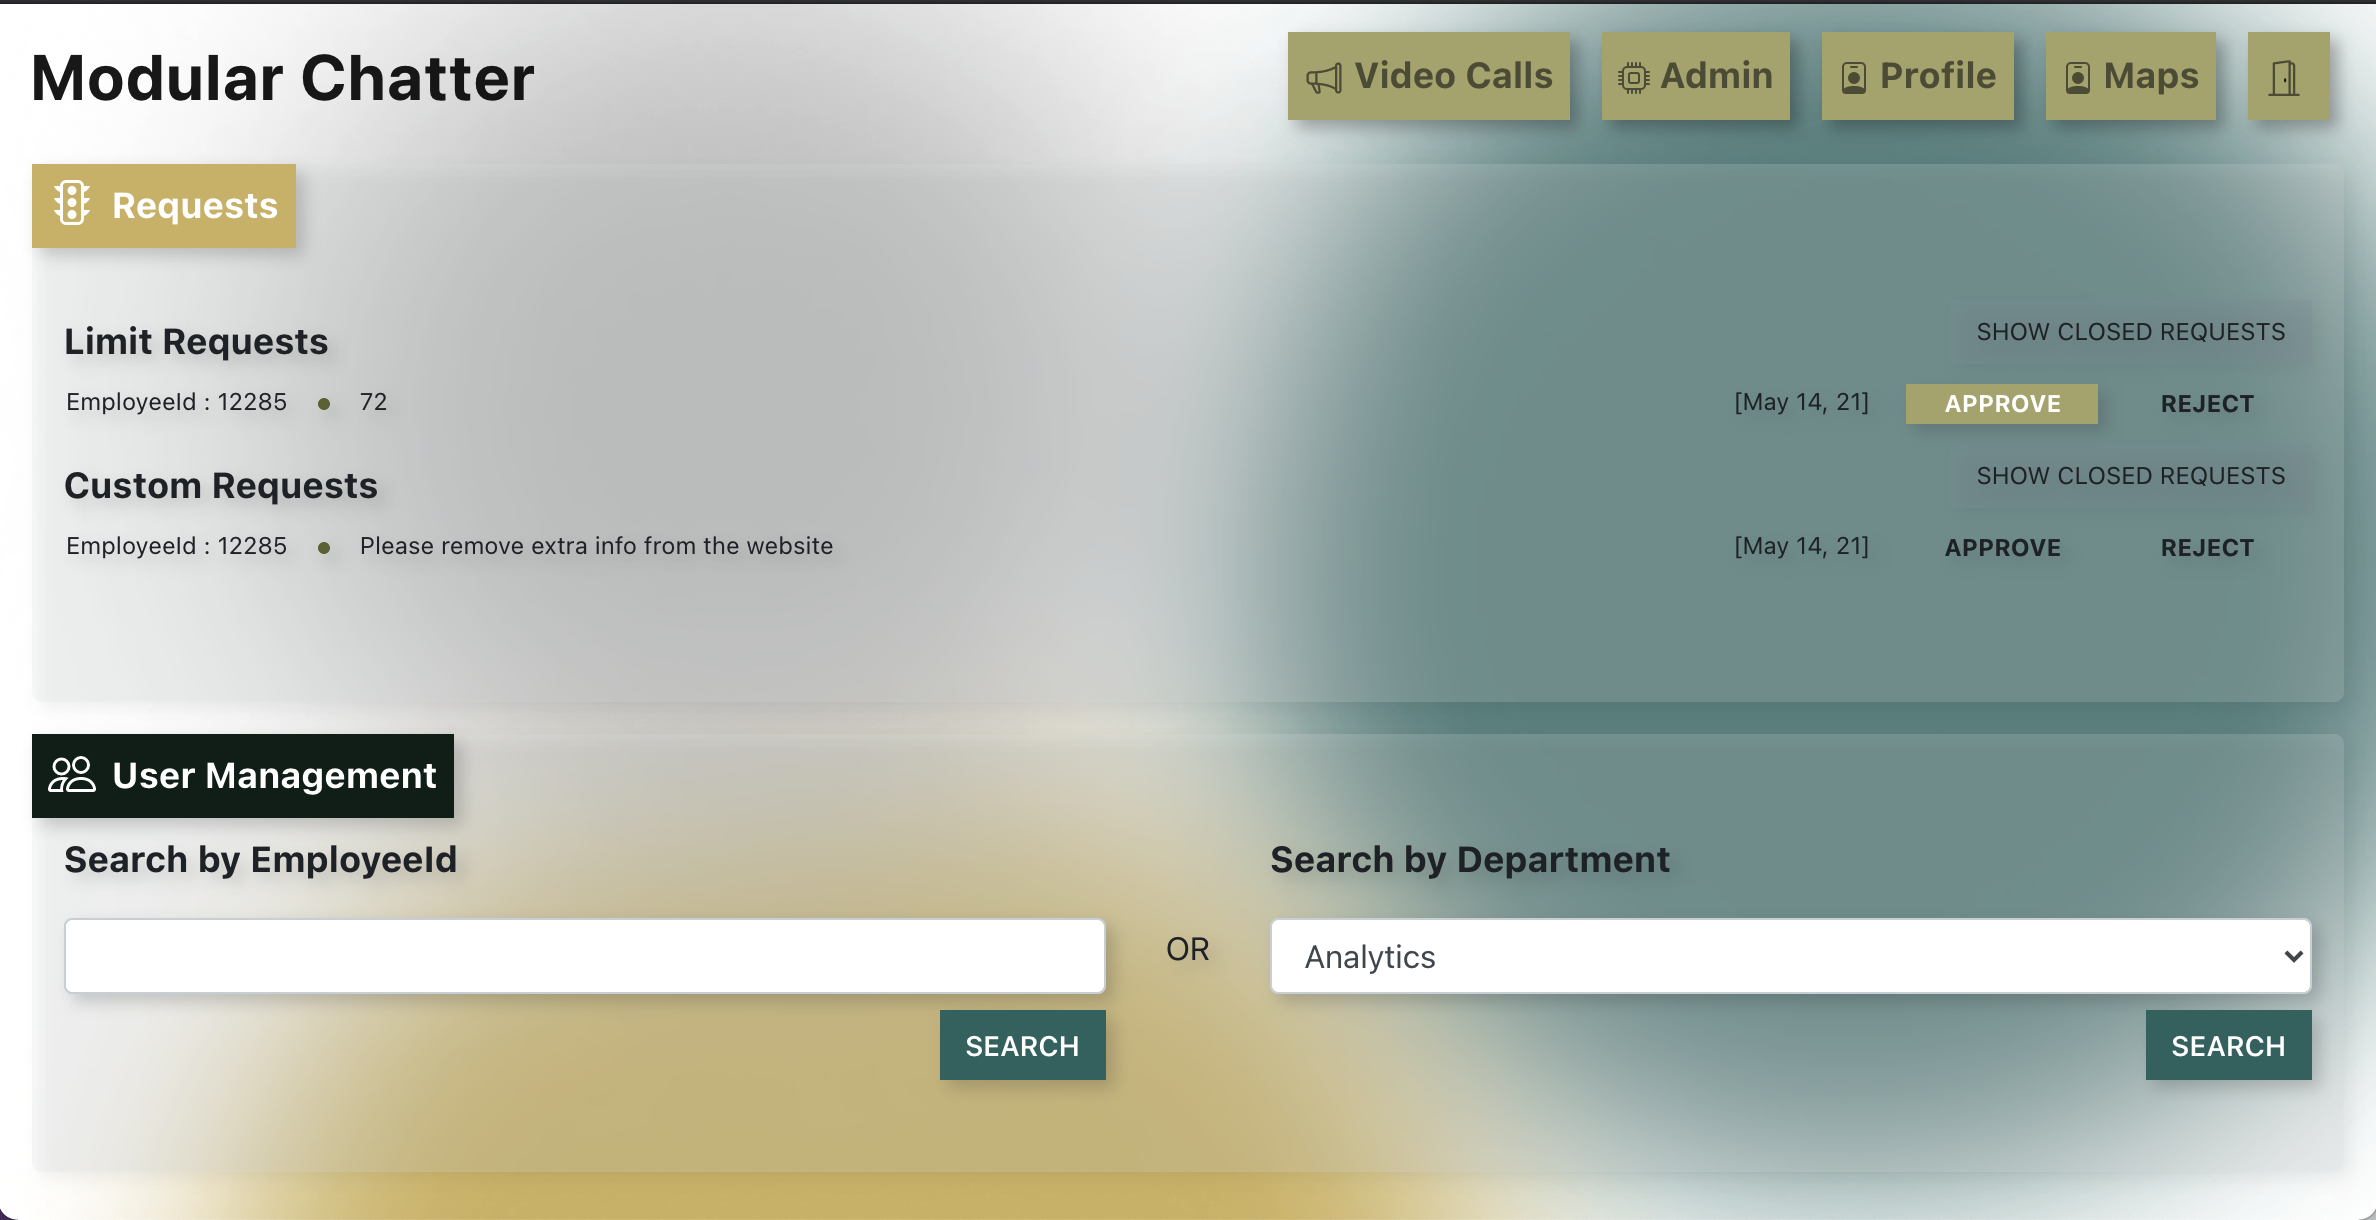 Modular Chatter
Video Calls
Admin
Profile
Maps
Requests
Limit Requests
SHOW CLOSED REQUESTS
EmployeeId : 12285 • 72 [May 14, 21] APPROVE REJECT
Custom Requests
SHOW CLOSED REQUESTS
EmployeeId : 12285 • Please remove extra info from the website [May 14, 21] APPROVE REJECT
User Management
Search by EmployeeId
OR
Search by Department
Analytics
SEARCH
SEARCH